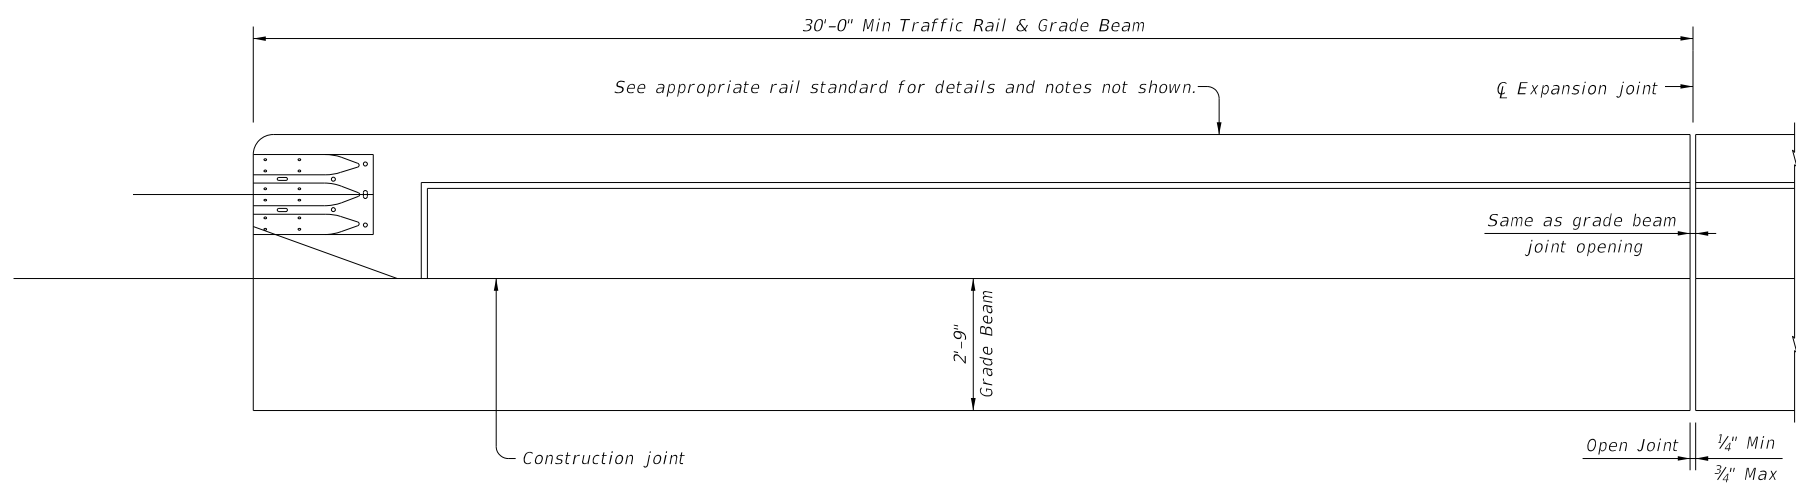 30'-0" Min Traffic Rail & Grade Beam
See appropriate rail standard for details and notes not shown.
℄ Expansion joint
Same as grade beam
joint opening
2'-9"
Grade Beam
Construction joint
Open Joint
1/4" Min
3/4" Max